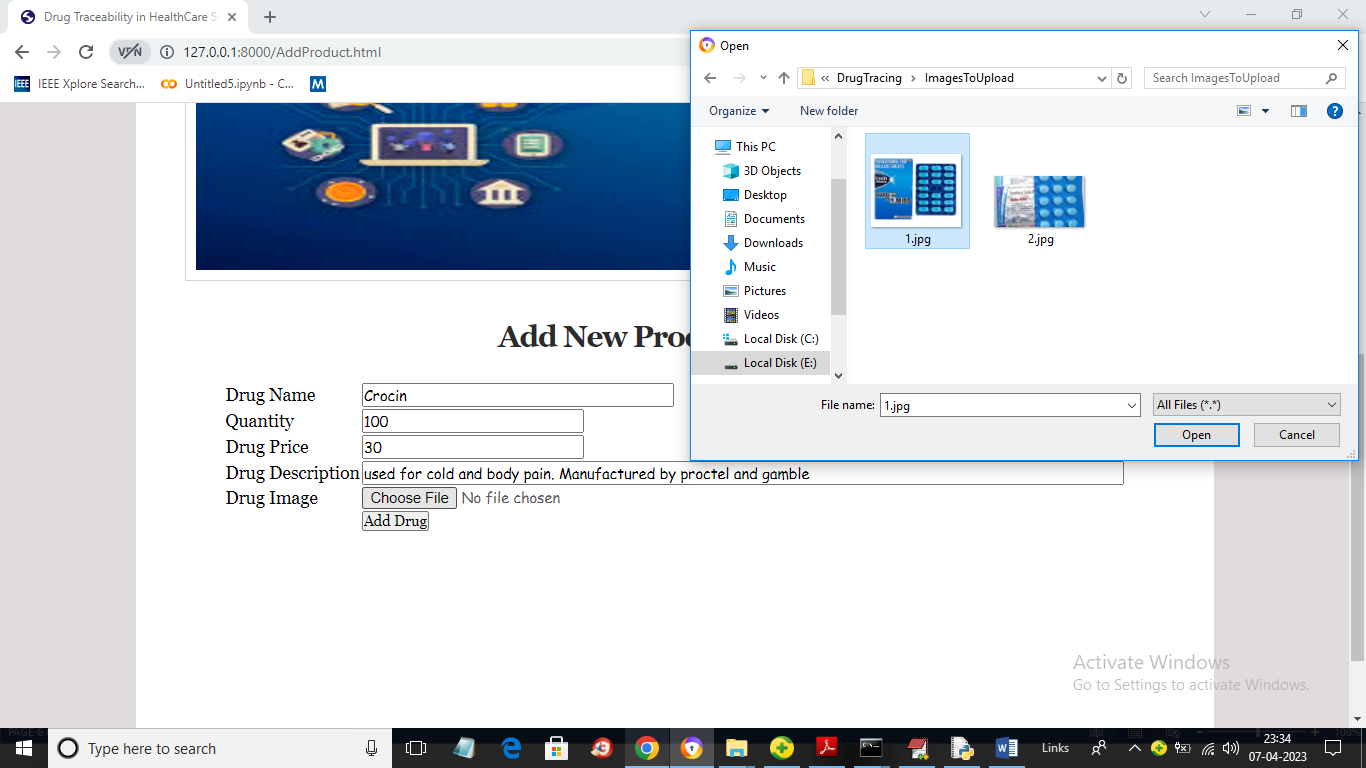 Drug Traceability in HealthCare S
VPN
127.0.0.1:8000/AddProduct.html
IEEE
IEEE Xplore Search...
CO
Untitled5.ipynb - C...
M
Add New Proc
Drug Name
Crocin
Quantity
100
Drug Price
30
Drug Description
used for cold and body pain. Manufactured by proctel and gamble
Drug Image
Choose File
No file chosen
Add Drug
Open
«
DrugTracing
ImagesToUpload
Search ImagesToUpload
Organize
New folder
?
This PC
3D Objects
Desktop
Documents
Downloads
Music
Pictures
Videos
Local Disk (C:)
Local Disk (E:)
1.jpg
2.jpg
File name:
1.jpg
All Files (*.*)
Open
Cancel
Activate Windows
Go to Settings to activate Windows.
Type here to search
Links
23:34
07-04-2023